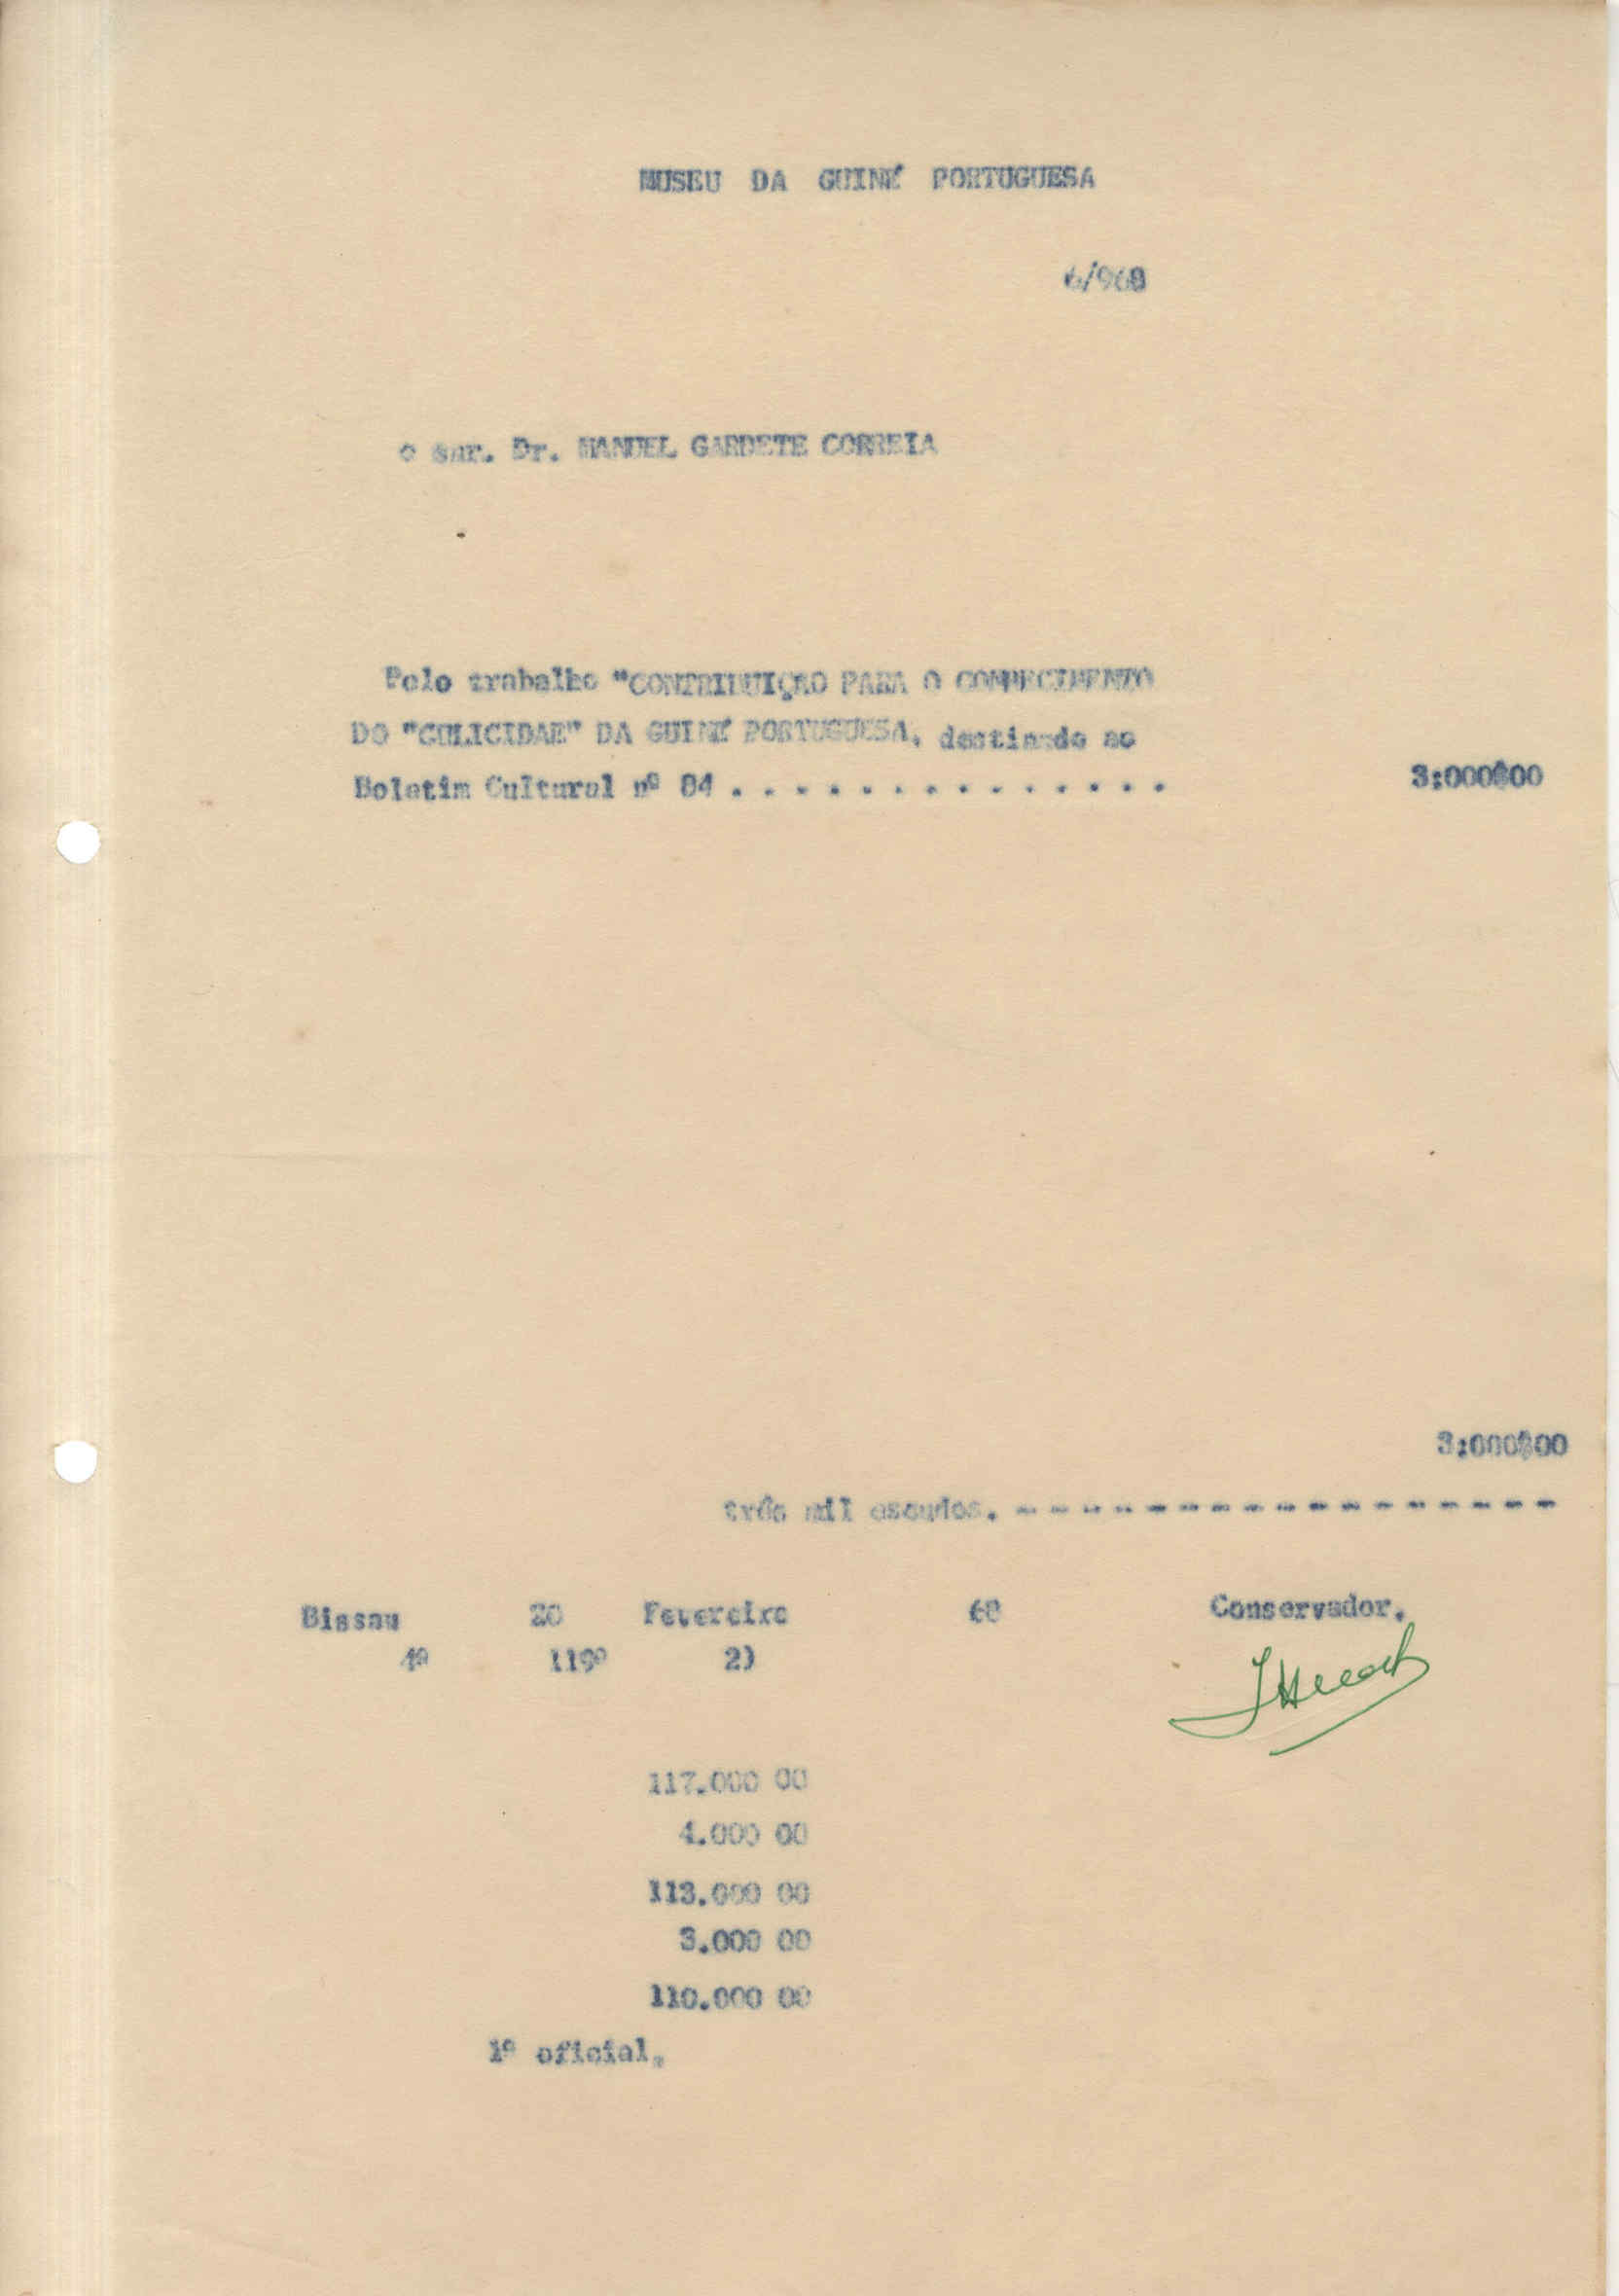 MUSEU DA GUINÉ PORTUGUESA
6/968
o snr. Dr. MANUEL GARDETE CORREIA
Pelo trabalho "CONTRIBUIÇÃO PARA O CONHECIMENTO
DO "CULICIDAE" DA GUINÉ PORTUGUESA, destinado ao
Boletim Cultural nº 84 . . . . . . . . . . . . . . 3:000$00
3:000$00
três mil escudos. - - - - - - - - - - - - - - - - -
Bissau 20 Fevereiro 68 Conservador,
4º 119º 2)
117.000 00
4.000 00
113.000 00
3.000 00
110.000 00
1º oficial,